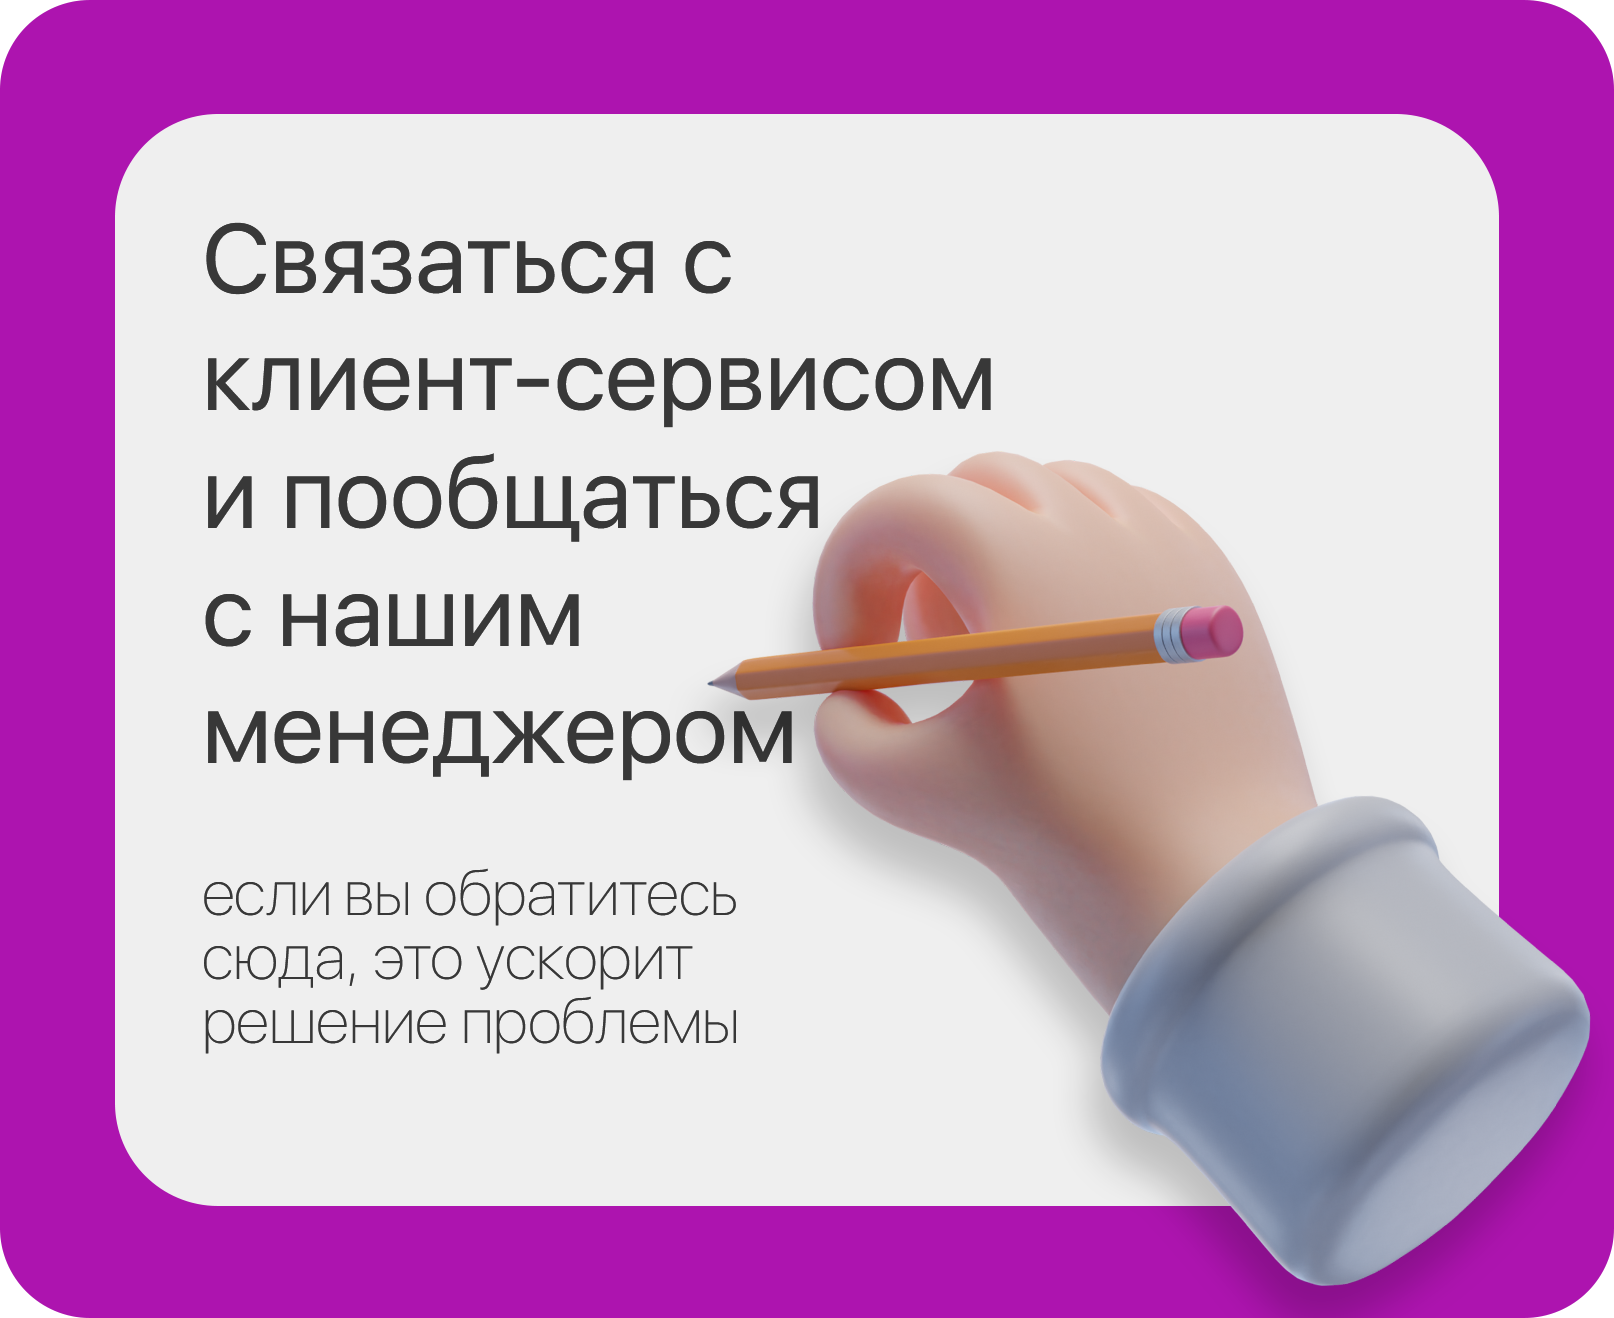 Связаться с
клиент-сервисом
и пообщаться
с нашим
менеджером
если вы обратитесь
сюда, это ускорит
решение проблемы